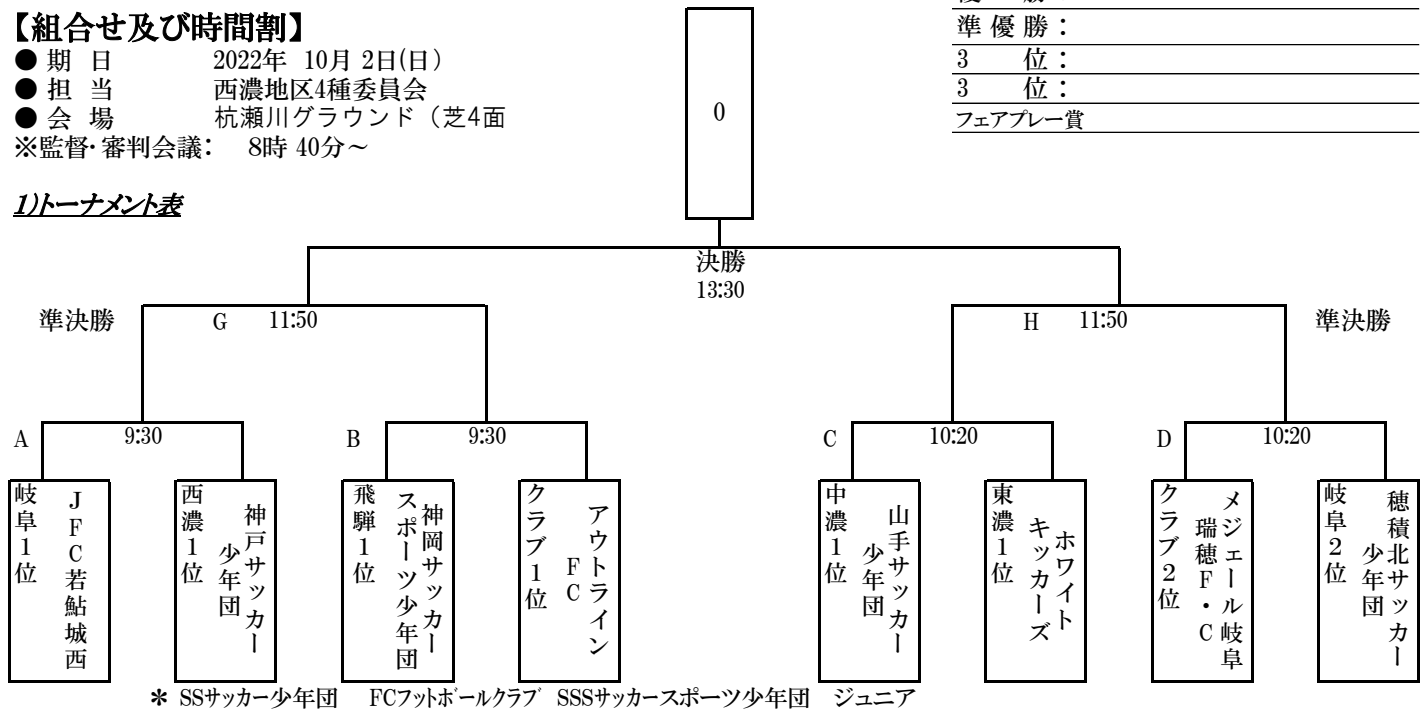 【組合せ及び時間割】
● 期 日 2022年 10月 2日(日)
● 担 当 西濃地区4種委員会
● 会 場 杭瀬川グラウンド（芝4面
※監督・審判会議： 8時 40分～
準 優 勝 ：
3 位 ：
3 位 ：
フェアプレー賞
0
1)トーナメント表
決勝
13:30
準決勝 G 11:50
H 11:50 準決勝
A 9:30
B 9:30
C 10:20
D 10:20
岐阜1位
JFC若鮎城西
西濃1位
神戸サッカー
少年団
飛騨1位
神岡サッカー
スポーツ少年団
クラブ1位
アウトライン
FC
中濃1位
山手サッカー
少年団
東濃1位
ホワイト
キッカーズ
クラブ2位
メジェール岐阜
瑞穂F・C
岐阜2位
穂積北サッカー
少年団
＊ SSサッカー少年団 FCフットボールクラブ SSSサッカースポーツ少年団 ジュニア